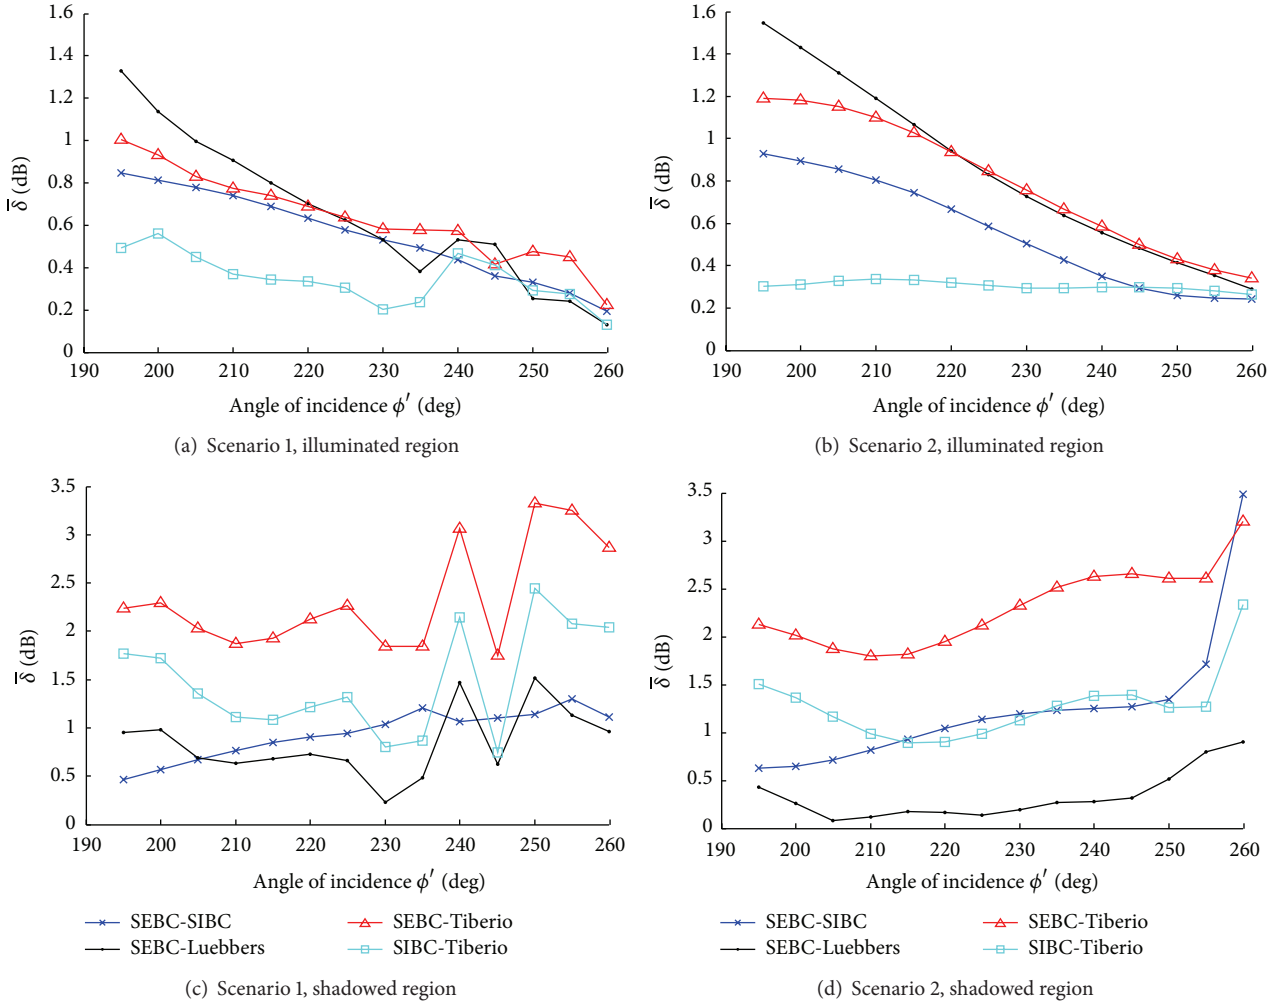 1.6
1.4
1.2
1
0.8
0.6
0.4
0.2
0
δ̅ (dB)
190 200 210 220 230 240 250 260
Angle of incidence ϕ′ (deg)
(a) Scenario 1, illuminated region
1.6
1.4
1.2
1
0.8
0.6
0.4
0.2
0
δ̅ (dB)
190 200 210 220 230 240 250 260
Angle of incidence ϕ′ (deg)
(b) Scenario 2, illuminated region
3.5
3
2.5
2
1.5
1
0.5
0
δ̅ (dB)
190 200 210 220 230 240 250 260
Angle of incidence ϕ′ (deg)
SEBC-SIBC
SEBC-Luebbers
SEBC-Tiberio
SIBC-Tiberio
(c) Scenario 1, shadowed region
3.5
3
2.5
2
1.5
1
0.5
0
δ̅ (dB)
190 200 210 220 230 240 250 260
Angle of incidence ϕ′ (deg)
SEBC-SIBC
SEBC-Luebbers
SEBC-Tiberio
SIBC-Tiberio
(d) Scenario 2, shadowed region